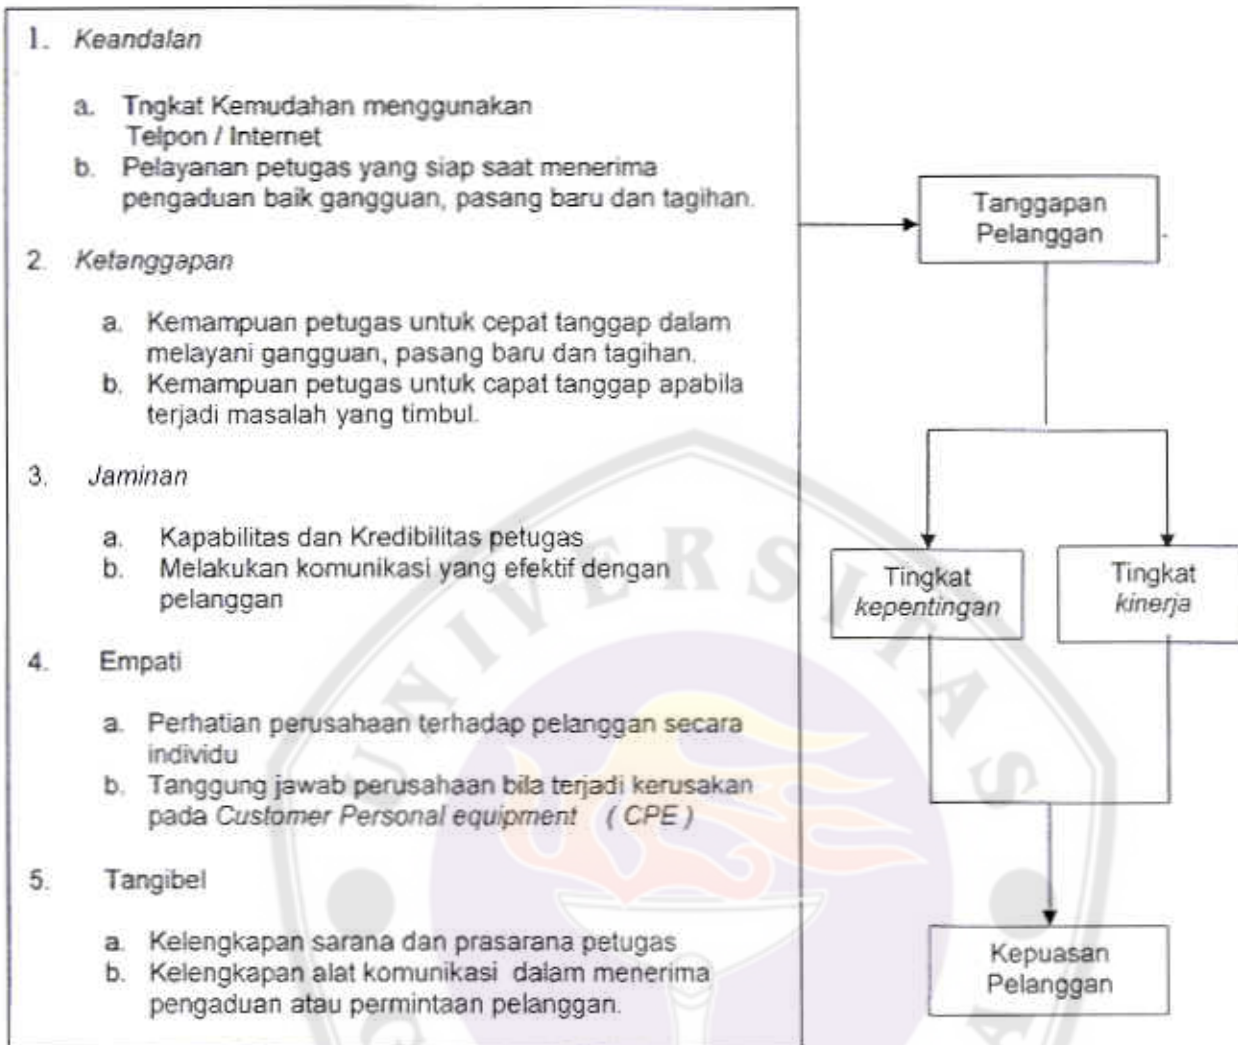 1. Keandalan
a. Tngkat Kemudahan menggunakan
Telpon / Internet
b. Pelayanan petugas yang siap saat menerima
pengaduan baik gangguan, pasang baru dan tagihan.
2. Ketanggapan
a. Kemampuan petugas untuk cepat tanggap dalam
melayani gangguan, pasang baru dan tagihan.
b. Kemampuan petugas untuk capat tanggap apabila
terjadi masalah yang timbul.
3. Jaminan
a. Kapabilitas dan Kredibilitas petugas
b. Melakukan komunikasi yang efektif dengan
pelanggan
4. Empati
a. Perhatian perusahaan terhadap pelanggan secara
individu
b. Tanggung jawab perusahaan bila terjadi kerusakan
pada Customer Personal equipment ( CPE )
5. Tangibel
a. Kelengkapan sarana dan prasarana petugas
b. Kelengkapan alat komunikasi dalam menerima
pengaduan atau permintaan pelanggan.
Tanggapan
Pelanggan
Tingkat
kepentingan
Tingkat
kinerja
Kepuasan
Pelanggan
UNIVERSITAS